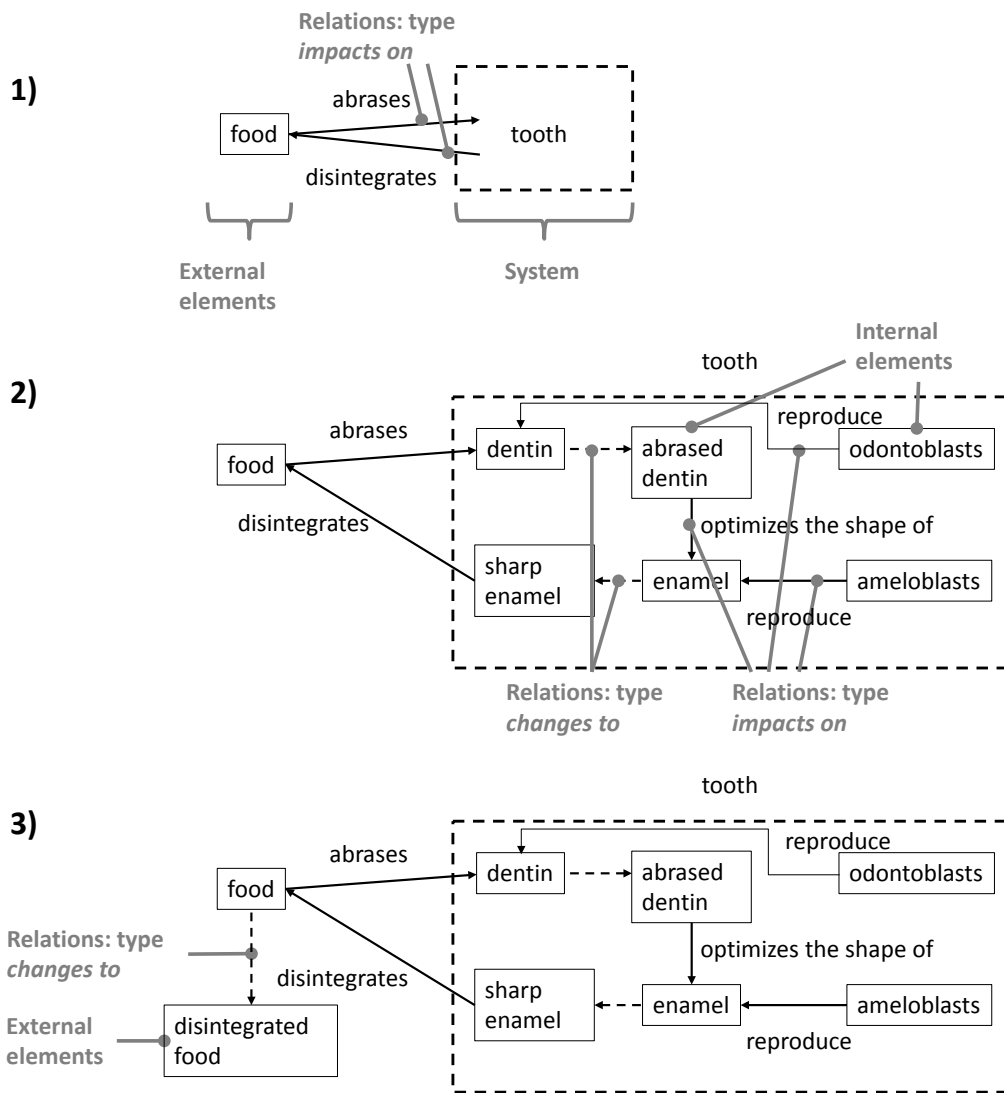 Relations: type
impacts on
1)
abrases
food
tooth
disintegrates
External
elements
System
Internal
elements
tooth
2)
reproduce
abrases
dentin
abrased
dentin
odontoblasts
food
disintegrates
optimizes the shape of
sharp
enamel
enamel
ameloblasts
reproduce
Relations: type
changes to
Relations: type
impacts on
tooth
3)
reproduce
abrases
dentin
abrased
dentin
odontoblasts
food
Relations: type
changes to
optimizes the shape of
disintegrates
sharp
enamel
enamel
ameloblasts
External
elements
disintegrated
food
reproduce